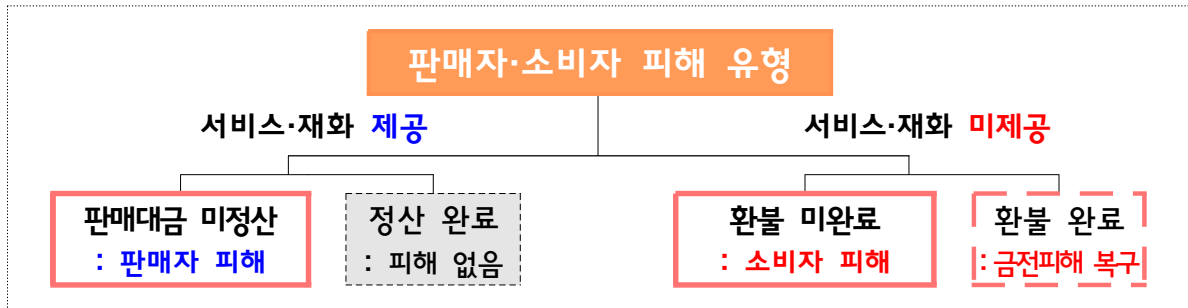 판매자·소비자 피해 유형
서비스·재화 제공
서비스·재화 미제공
판매대금 미정산
: 판매자 피해
정산 완료
: 피해 없음
환불 미완료
: 소비자 피해
환불 완료
: 금전피해 복구